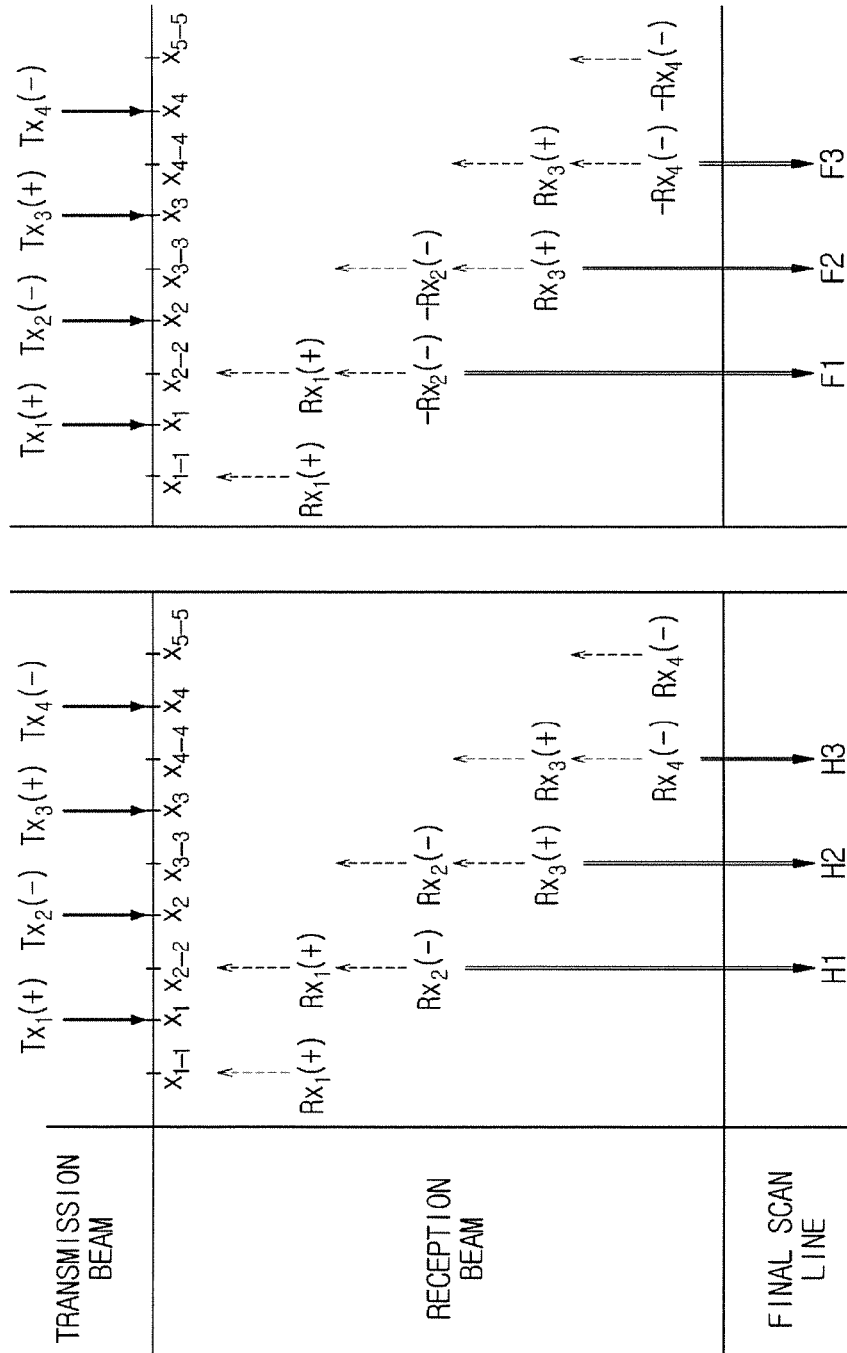 TRANSMISSION
BEAM
RECEPTION
BEAM
FINAL SCAN
LINE
Tx₁(+) Tx₂(-) Tx₃(+) Tx₄(-)
X₁₋₁ X₁ X₂₋₂ X₂ X₃₋₃ X₃ X₄₋₄ X₄ X₅₋₅
Rx₁(+) Rx₁(+)
Rx₂(-) Rx₂(-)
Rx₃(+) Rx₃(+)
Rx₄(-) Rx₄(-)
H1 H2 H3
Tx₁(+) Tx₂(-) Tx₃(+) Tx₄(-)
X₁₋₁ X₁ X₂₋₂ X₂ X₃₋₃ X₃ X₄₋₄ X₄ X₅₋₅
Rx₁(+) Rx₁(+)
-Rx₂(-) -Rx₂(-)
Rx₃(+) Rx₃(+)
-Rx₄(-) -Rx₄(-)
F1 F2 F3